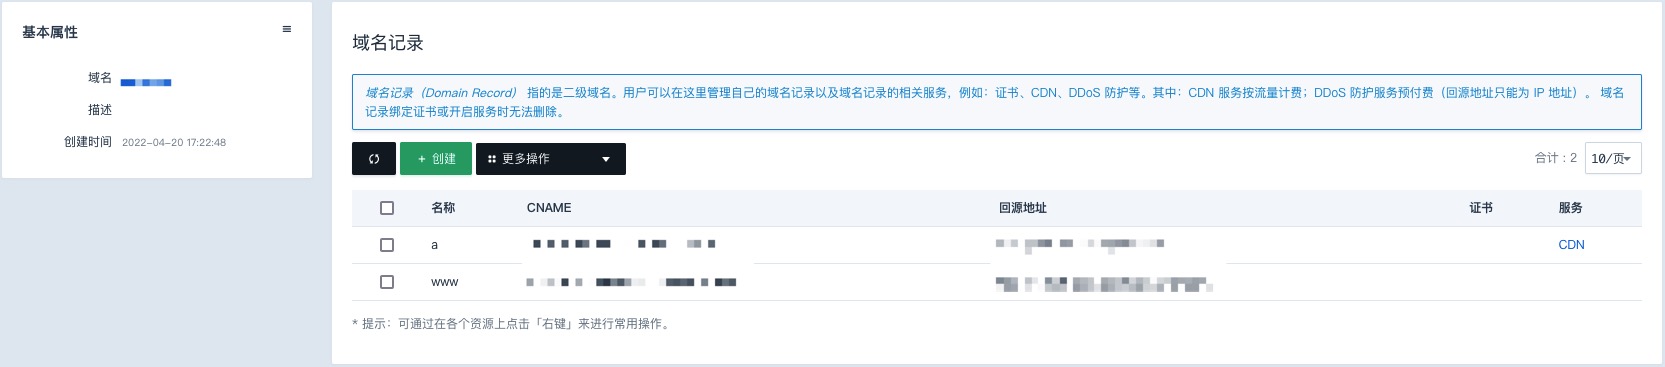 基本属性
域名
描述
创建时间 2022-04-20 17:22:48
域名记录
域名记录（Domain Record） 指的是二级域名。用户可以在这里管理自己的域名记录以及域名记录的相关服务，例如：证书、CDN、DDoS 防护等。其中：CDN 服务按流量计费；DDoS 防护服务预付费（回源地址只能为 IP 地址）。 域名
记录绑定证书或开启服务时无法删除。
+ 创建 更多操作 合计：2 10/页
名称 CNAME 回源地址 证书 服务
a CDN
www
* 提示：可通过在各个资源上点击「右键」来进行常用操作。